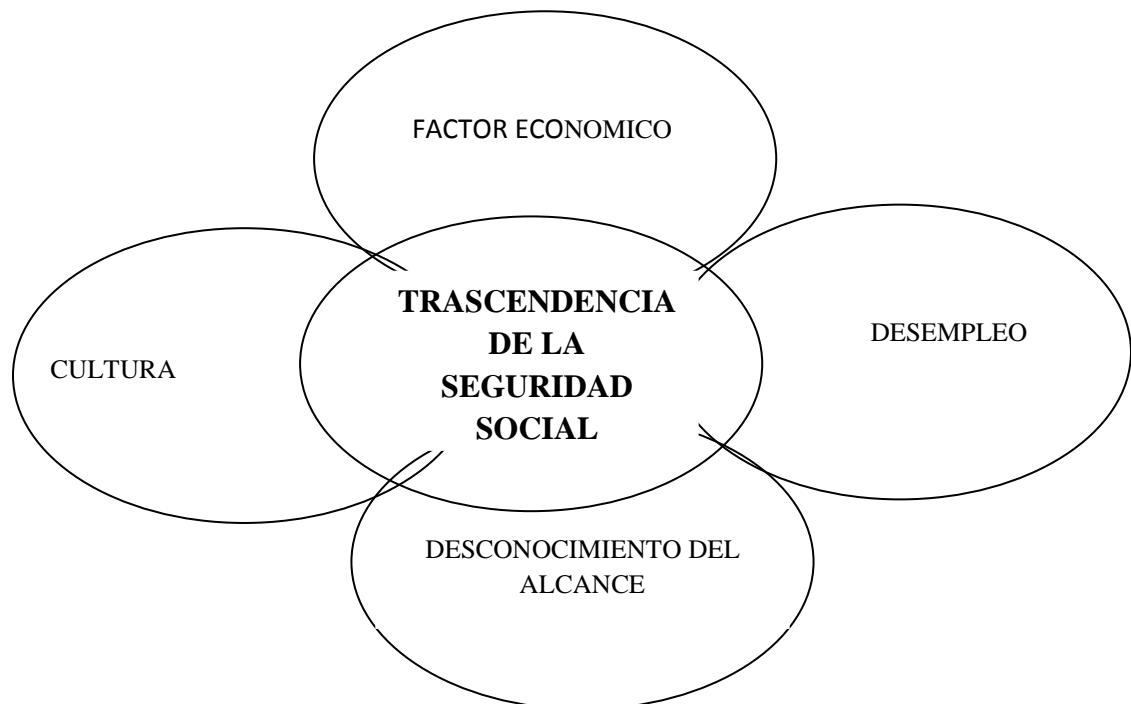 FACTOR ECONOMICO
TRASCENDENCIA
DE LA
SEGURIDAD
SOCIAL
CULTURA
DESEMPLEO
DESCONOCIMIENTO DEL
ALCANCE